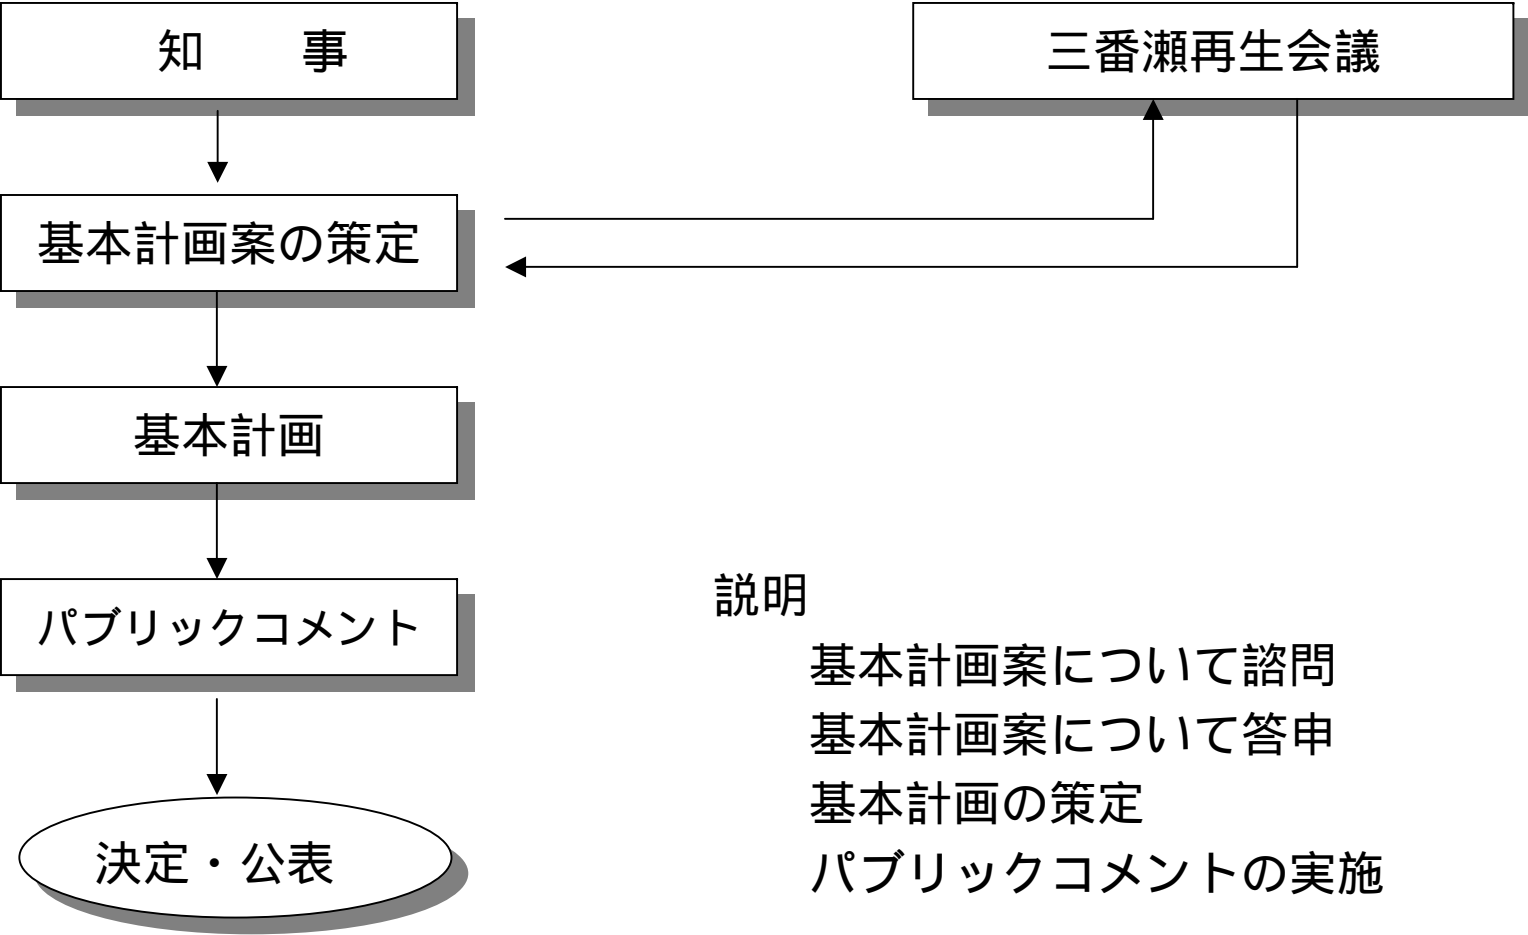 知　　事
三番瀬再生会議
基本計画案の策定
基本計画
パブリックコメント
決定・公表
説明
基本計画案について諮問
基本計画案について答申
基本計画の策定
パブリックコメントの実施